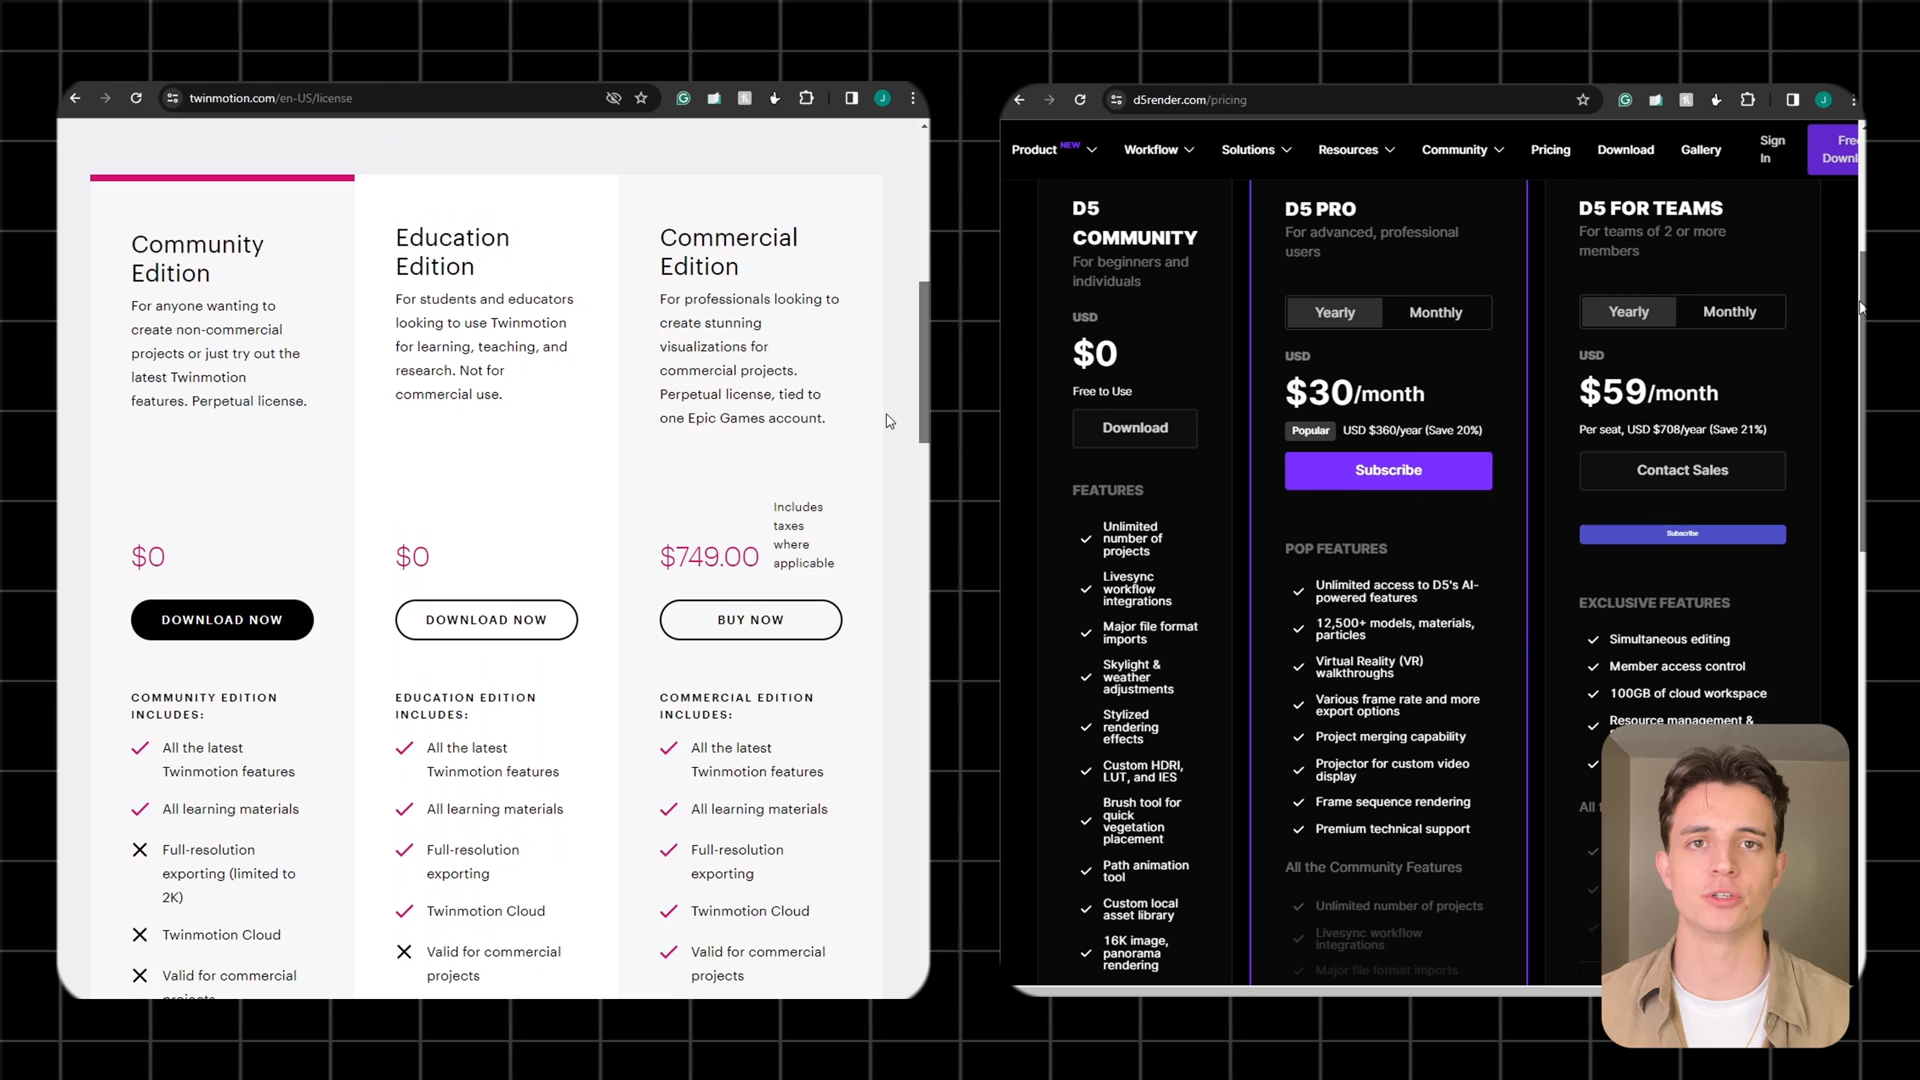 twinmotion.com/en-US/license
Community
Edition
For anyone wanting to
create non-commercial
projects or just try out the
latest Twinmotion
features. Perpetual license.
$0
DOWNLOAD NOW
COMMUNITY EDITION
INCLUDES:
All the latest
Twinmotion features
All learning materials
Full-resolution
exporting (limited to
2K)
Twinmotion Cloud
Valid for commercial
projects
Education
Edition
For students and educators
looking to use Twinmotion
for learning, teaching, and
research. Not for
commercial use.
$0
DOWNLOAD NOW
EDUCATION EDITION
INCLUDES:
All the latest
Twinmotion features
All learning materials
Full-resolution
exporting
Twinmotion Cloud
Valid for commercial
projects
Commercial
Edition
For professionals looking to
create stunning
visualizations for
commercial projects.
Perpetual license, tied to
one Epic Games account.
$749.00
Includes
taxes
where
applicable
BUY NOW
COMMERCIAL EDITION
INCLUDES:
All the latest
Twinmotion features
All learning materials
Full-resolution
exporting
Twinmotion Cloud
Valid for commercial
projects
J
d5render.com/pricing
J
Product NEW
Workflow
Solutions
Resources
Community
Pricing
Download
Gallery
Sign
In
D5
COMMUNITY
For beginners and
individuals
USD
$0
Free to Use
Download
FEATURES
Unlimited
number of
projects
Livesync
workflow
integrations
Major file format
imports
Skylight &
weather
adjustments
Stylized
rendering
effects
Custom HDRI,
LUT, and IES
Brush tool for
quick
vegetation
placement
Path animation
tool
Custom local
asset library
16K image,
panorama
rendering
D5 PRO
For advanced, professional
users
Yearly
Monthly
USD
$30/month
Popular USD $360/year (Save 20%)
Subscribe
POP FEATURES
Unlimited access to D5's AI-
powered features
12,500+ models, materials,
particles
Virtual Reality (VR)
walkthroughs
Various frame rate and more
export options
Project merging capability
Projector for custom video
display
Frame sequence rendering
Premium technical support
All the Community Features
Unlimited number of projects
Livesync workflow
integrations
Major file format imports
D5 FOR TEAMS
For teams of 2 or more
members
Yearly
Monthly
USD
$59/month
Per seat, USD $708/year (Save 21%)
Contact Sales
Subscribe
EXCLUSIVE FEATURES
Simultaneous editing
Member access control
100GB of cloud workspace
Resource management &